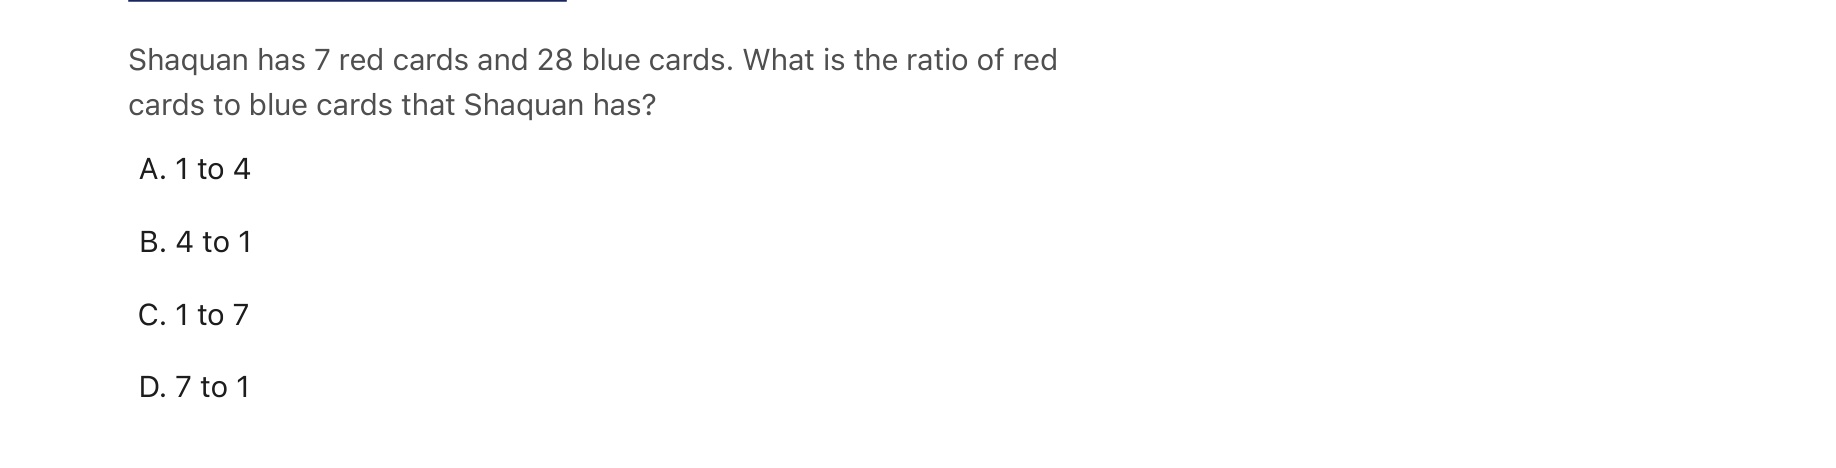 Shaquan has 7 red cards and 28 blue cards. What is the ratio of red
cards to blue cards that Shaquan has?
A. 1 to 4
B. 4 to 1
C. 1 to 7
D. 7 to 1